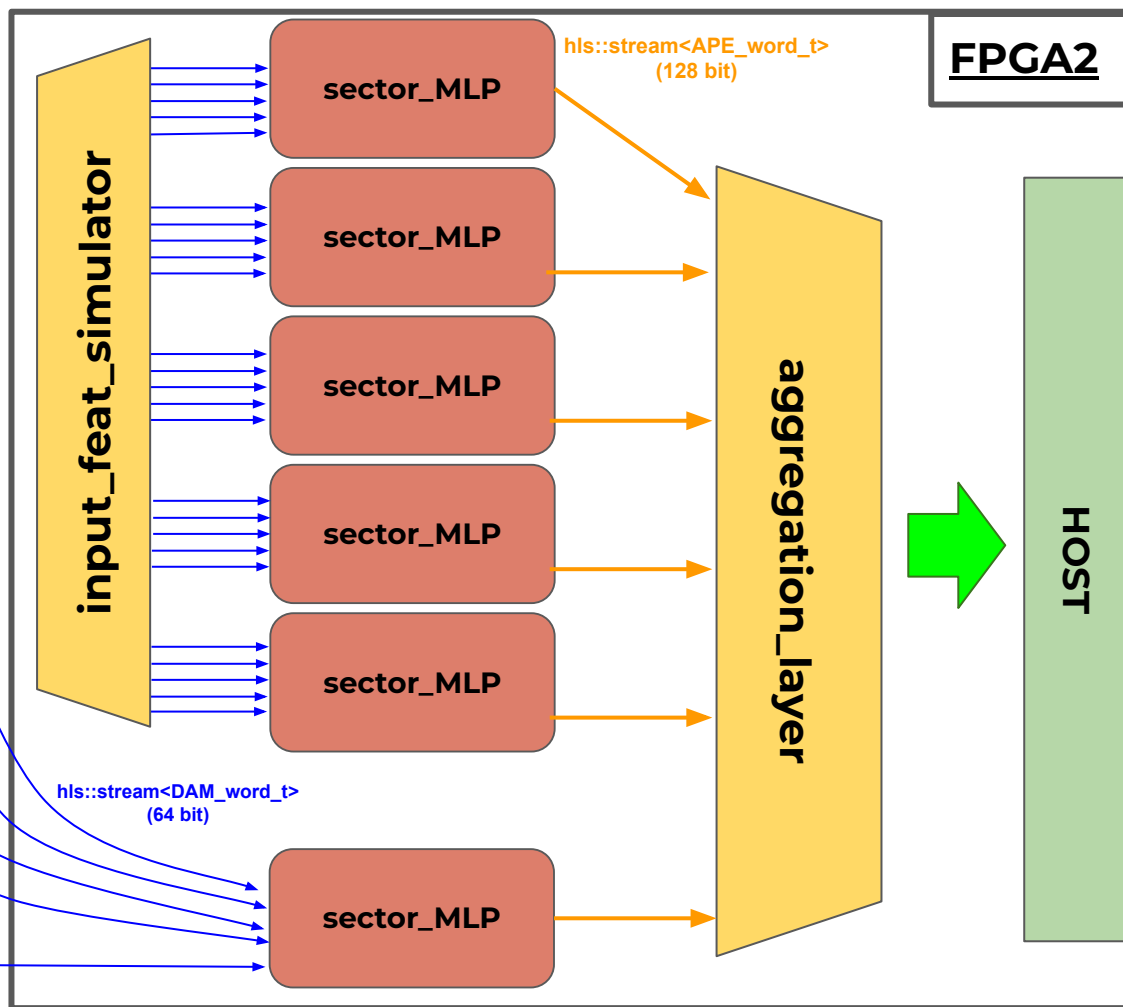 hls::stream<APE_word_t>
(128 bit)
FPGA2
input_feat_simulator
sector_MLP
sector_MLP
sector_MLP
sector_MLP
sector_MLP
aggregation_layer
HOST
hls::stream<DAM_word_t>
(64 bit)
sector_MLP